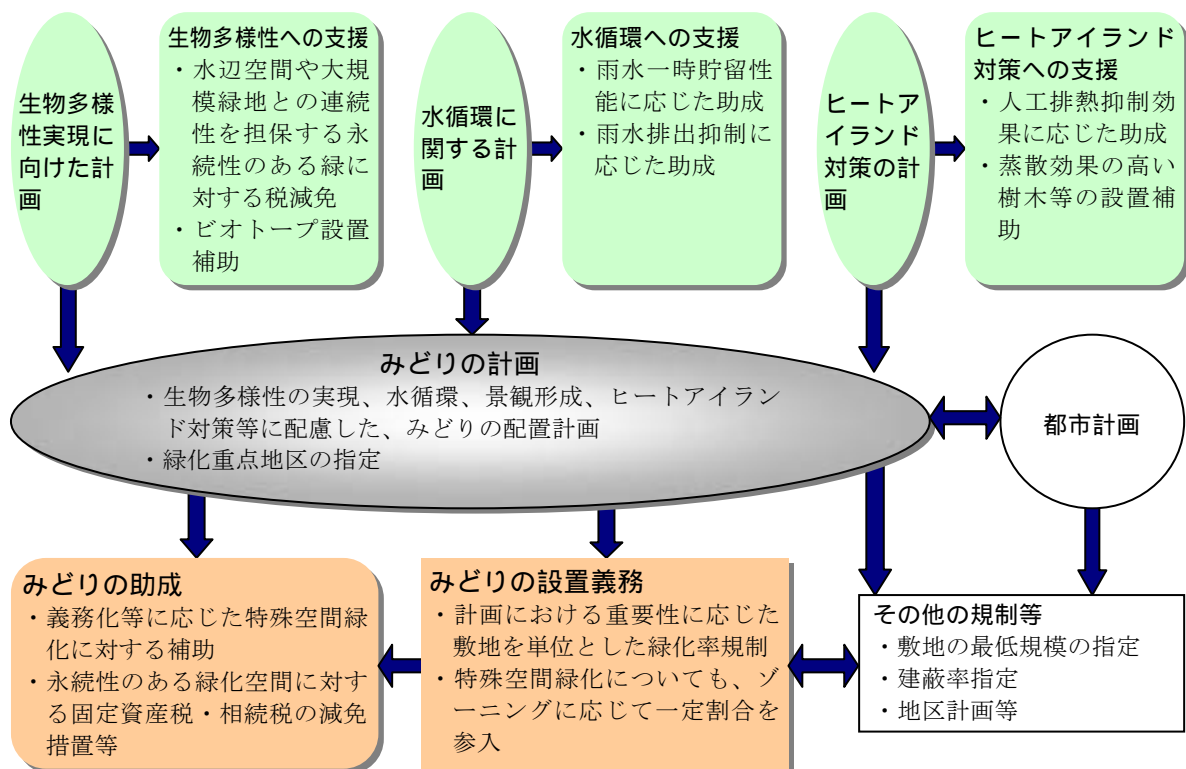 生物多様
性実現に
向けた計
画
生物多様性への支援
・水辺空間や大規
模緑地との連続
性を担保する永
続性のある緑に
対する税減免
・ビオトープ設置
補助
水循環に
関する計
画
水循環への支援
・雨水一時貯留性
能に応じた助成
・雨水排出抑制に
応じた助成
ヒートア
イランド
対策の計
画
ヒートアイランド
対策への支援
・人工排熱抑制効
果に応じた助成
・蒸散効果の高い
樹木等の設置補
助
みどりの計画
・生物多様性の実現、水循環、景観形成、ヒートアイラン
ド対策等に配慮した、みどりの配置計画
・緑化重点地区の指定
都市計画
みどりの助成
・義務化等に応じた特殊空間緑
化に対する補助
・永続性のある緑化空間に対す
る固定資産税・相続税の減免
措置等
みどりの設置義務
・計画における重要性に応じた
敷地を単位とした緑化率規制
・特殊空間緑化についても、ゾ
ーニングに応じて一定割合を
参入
その他の規制等
・敷地の最低規模の指定
・建蔽率指定
・地区計画等